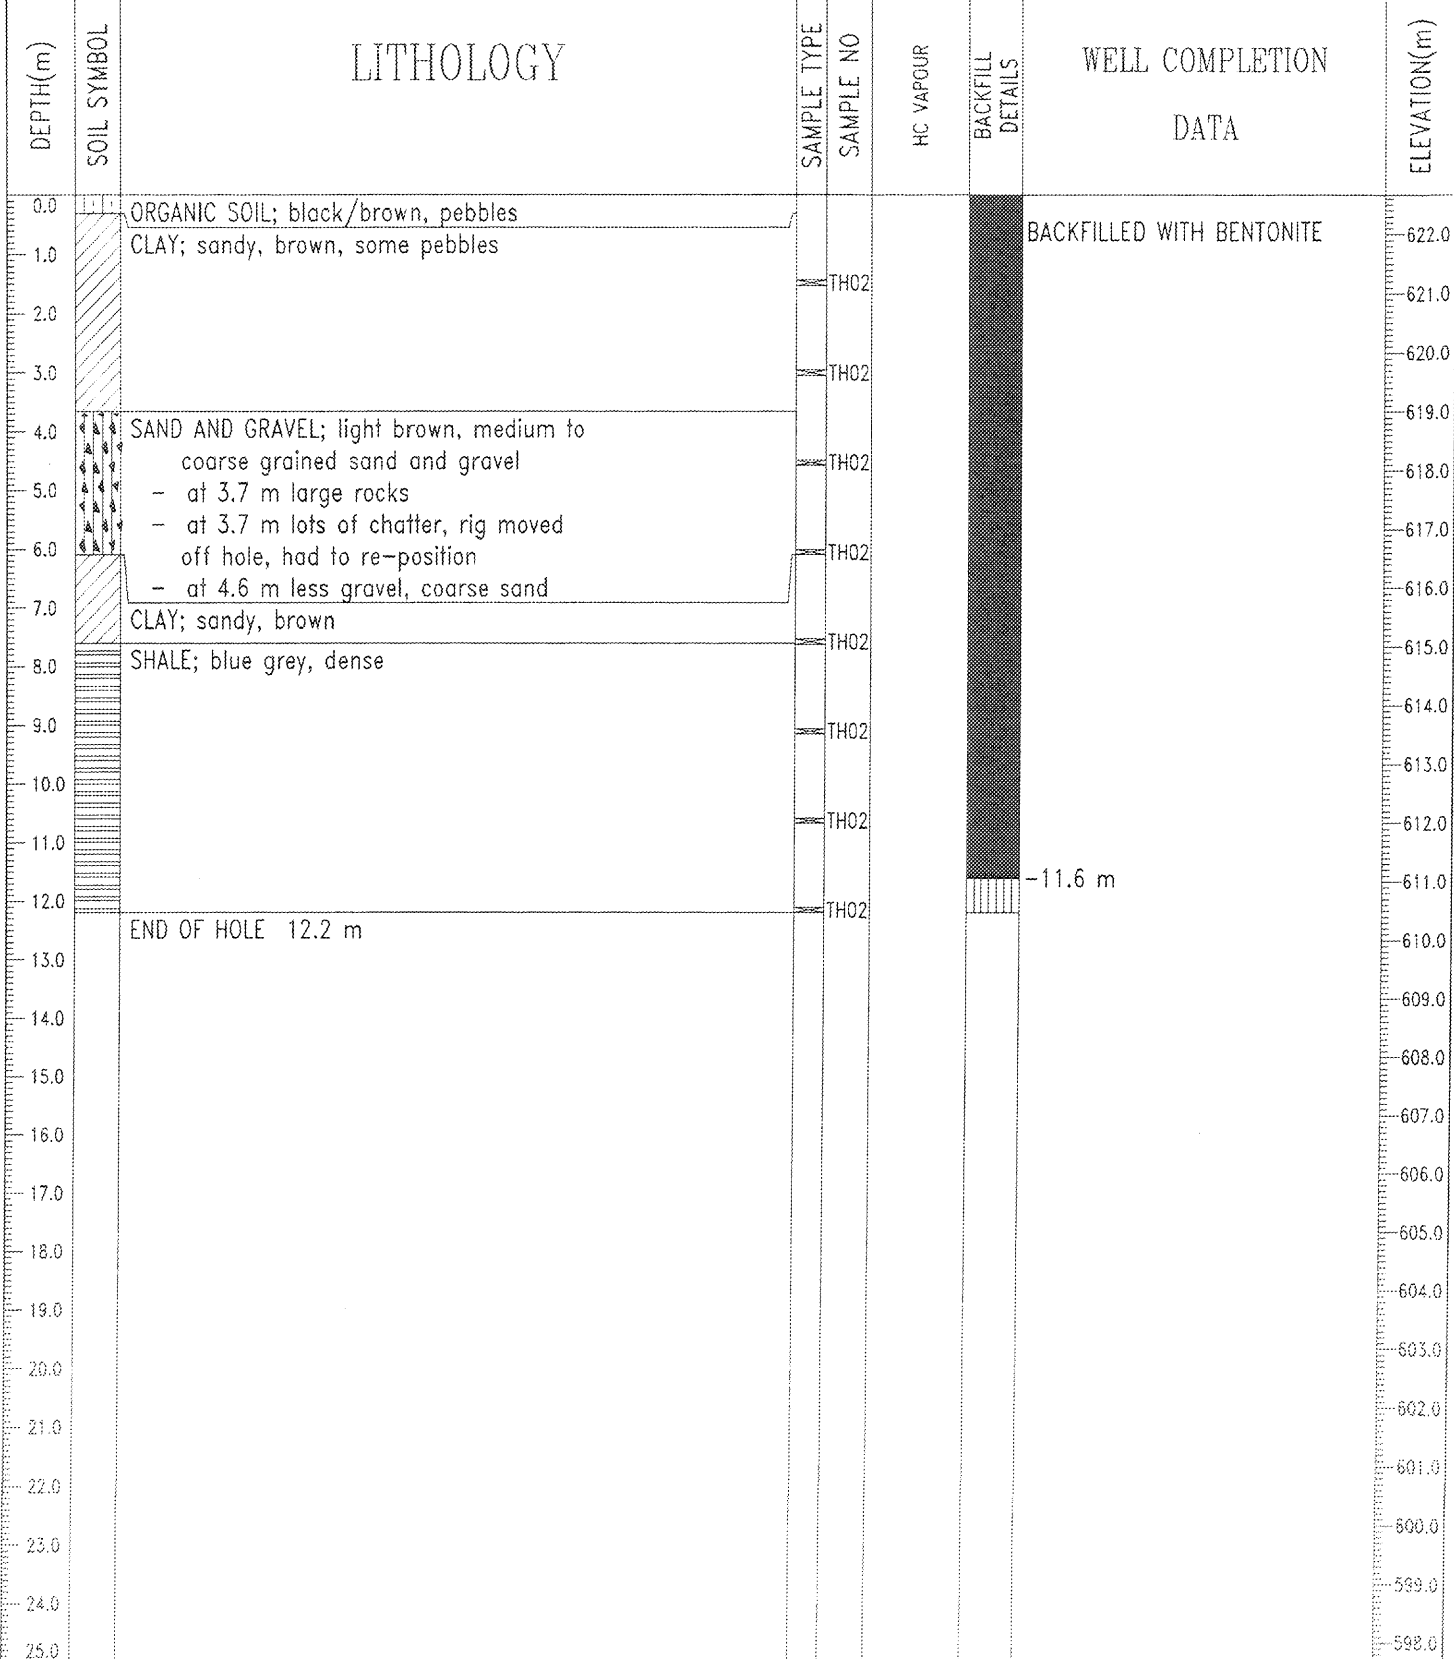 DEPTH(m)
SOIL SYMBOL
LITHOLOGY
SAMPLE TYPE
SAMPLE NO
HC VAPOUR
BACKFILL
DETAILS
WELL COMPLETION
DATA
ELEVATION(m)
0.0
1.0
2.0
3.0
4.0
5.0
6.0
7.0
8.0
9.0
10.0
11.0
12.0
13.0
14.0
15.0
16.0
17.0
18.0
19.0
20.0
21.0
22.0
23.0
24.0
25.0
ORGANIC SOIL; black/brown, pebbles
CLAY; sandy, brown, some pebbles
SAND AND GRAVEL; light brown, medium to
coarse grained sand and gravel
- at 3.7 m large rocks
- at 3.7 m lots of chatter, rig moved
off hole, had to re-position
- at 4.6 m less gravel, coarse sand
CLAY; sandy, brown
SHALE; blue grey, dense
END OF HOLE 12.2 m
TH02
TH02
TH02
TH02
TH02
TH02
TH02
TH02
BACKFILLED WITH BENTONITE
-11.6 m
622.0
621.0
620.0
619.0
618.0
617.0
616.0
615.0
614.0
613.0
612.0
611.0
610.0
609.0
608.0
607.0
606.0
605.0
604.0
603.0
602.0
601.0
600.0
599.0
598.0